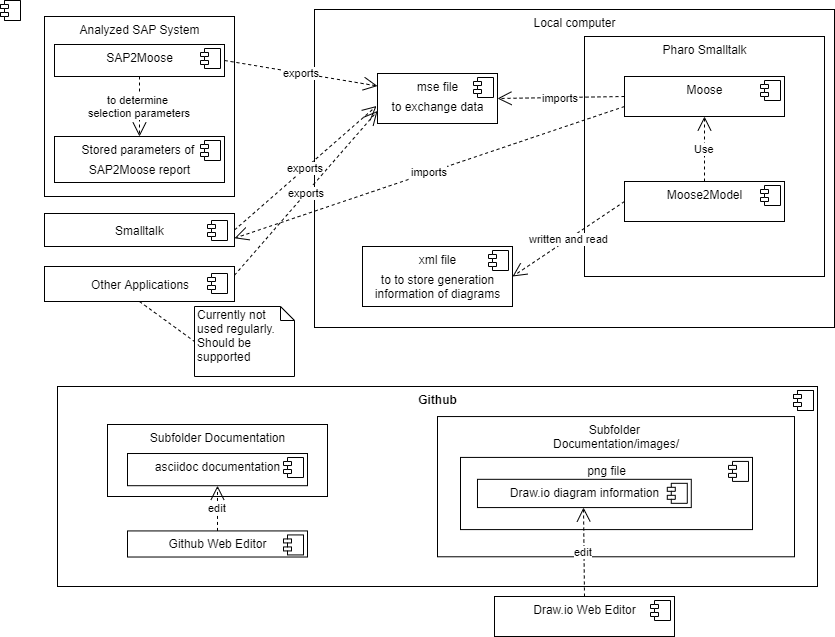 Analyzed SAP System
SAP2Moose
to determine
selection parameters
Stored parameters of
SAP2Moose report
Smalltalk
Other Applications
Currently not
used regularly.
Should be
supported
exports
exports
exports
Local computer
mse file
to exchange data
imports
imports
Pharo Smalltalk
Moose
Use
Moose2Model
written and read
xml file
to to store generation
information of diagrams
Github
Subfolder Documentation
asciidoc documentation
edit
Github Web Editor
Subfolder
Documentation/images/
png file
Draw.io diagram information
edit
Draw.io Web Editor